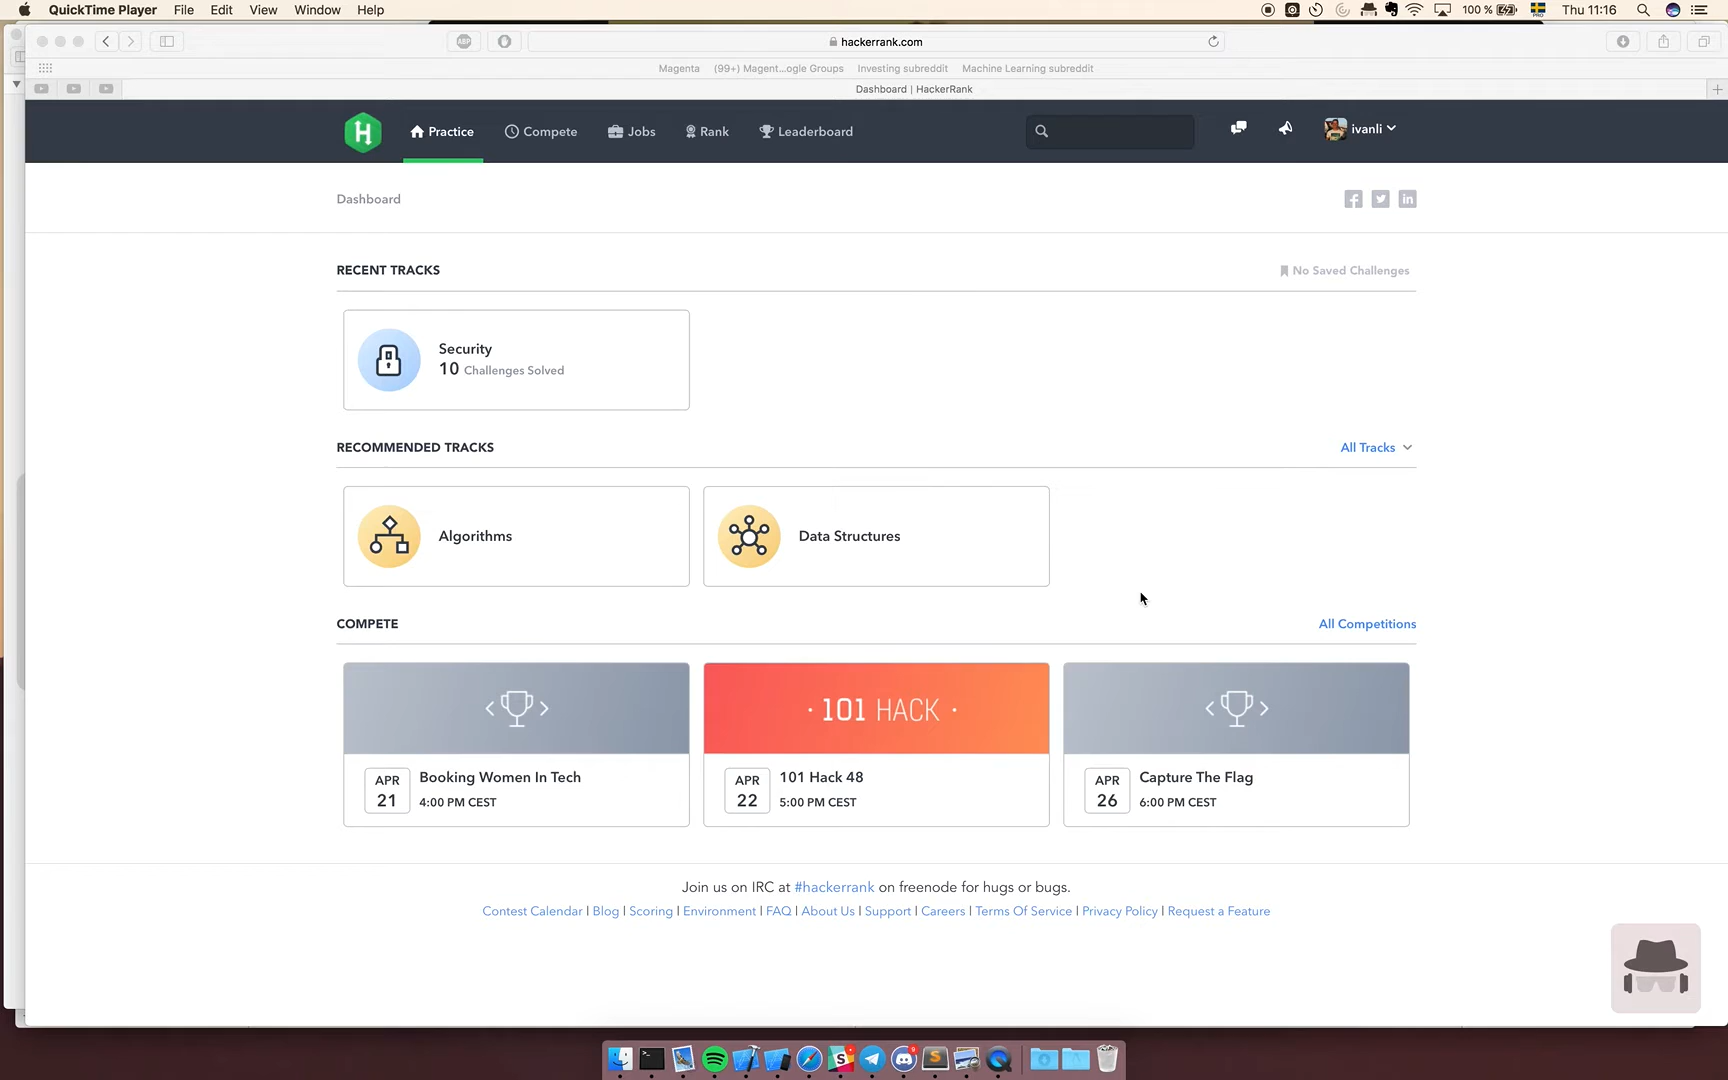 QuickTime Player File Edit View Window Help
100 % Thu 11:16
ABP
hackerrank.com
Magenta (99+) Magent...ogle Groups Investing subreddit Machine Learning subreddit
Dashboard | HackerRank
Practice Compete Jobs Rank Leaderboard
ivanli
Dashboard
RECENT TRACKS
No Saved Challenges
Security
10 Challenges Solved
RECOMMENDED TRACKS
All Tracks
Algorithms
Data Structures
COMPETE
All Competitions
· 101 HACK ·
APR 21
Booking Women In Tech
4:00 PM CEST
APR 22
101 Hack 48
5:00 PM CEST
APR 26
Capture The Flag
6:00 PM CEST
Join us on IRC at #hackerrank on freenode for hugs or bugs.
Contest Calendar | Blog | Scoring | Environment | FAQ | About Us | Support | Careers | Terms Of Service | Privacy Policy | Request a Feature